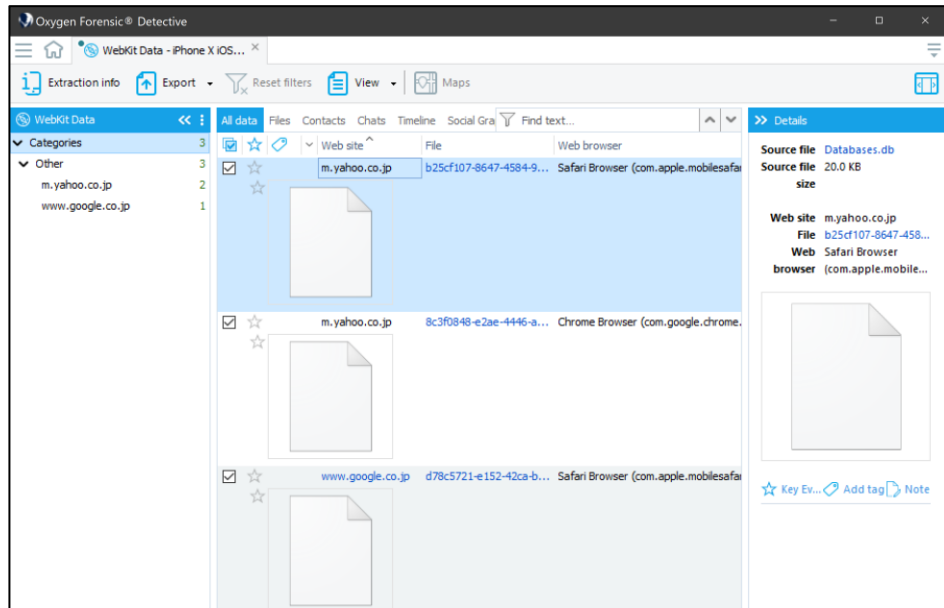 Oxygen Forensic® Detective
WebKit Data - iPhone X iOS...
Extraction info Export Reset filters View Maps
WebKit Data
Categories 3
Other 3
m.yahoo.co.jp 2
www.google.co.jp 1
All data Files Contacts Chats Timeline Social Gra Find text...
Web site File Web browser
m.yahoo.co.jp b25cf107-8647-4584-9... Safari Browser (com.apple.mobilesafa
m.yahoo.co.jp 8c3f0848-e2ae-4446-a... Chrome Browser (com.google.chrome.
www.google.co.jp d78c5721-e152-42ca-b... Safari Browser (com.apple.mobilesafa
Details
Source file Databases.db
Source file size 20.0 KB
Web site m.yahoo.co.jp
File b25cf107-8647-458...
Web browser Safari Browser (com.apple.mobile...
Key Ev... Add tag Note